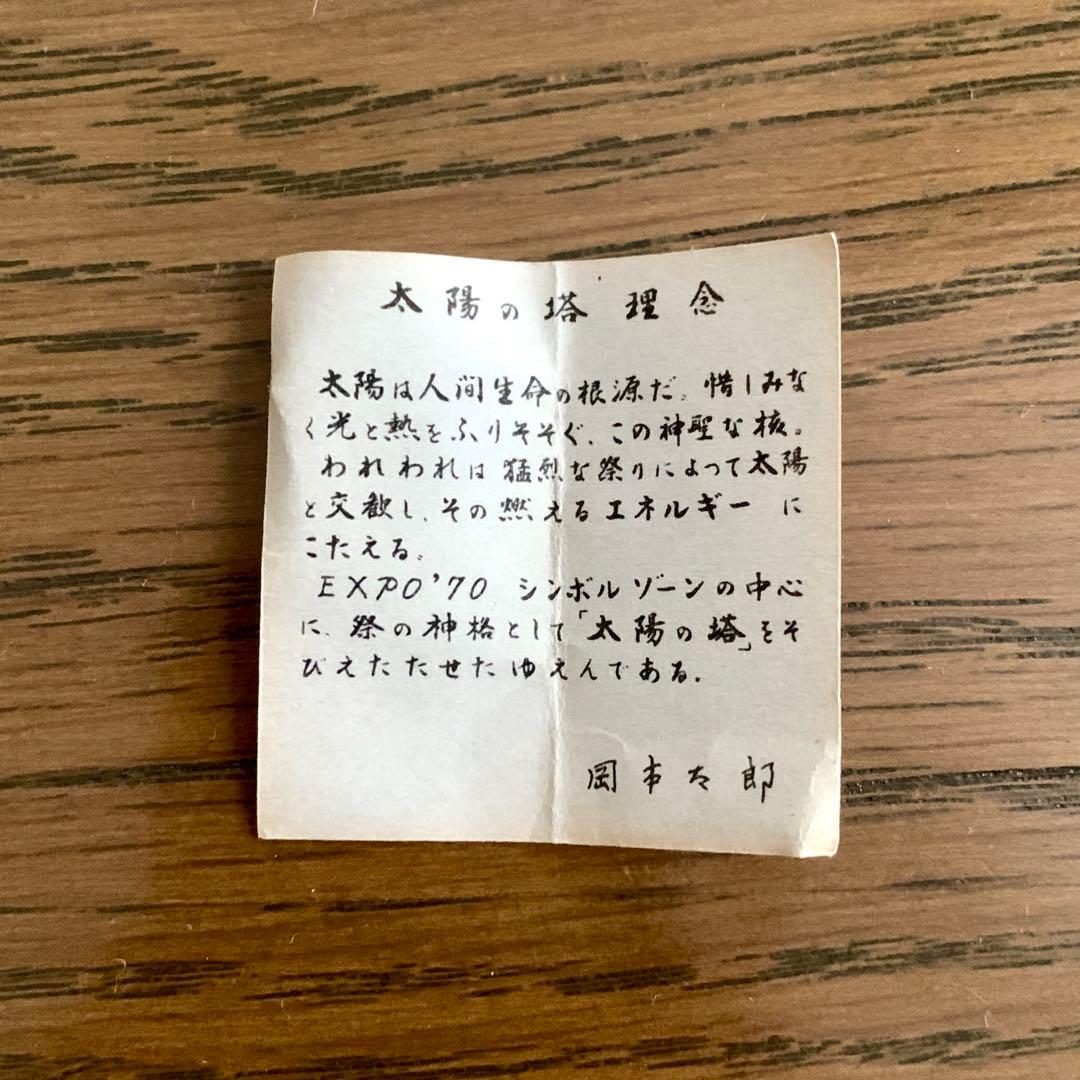 太陽の塔 理念
太陽は人間生命の根源だ。惜しみな
く光と熱をふりそそぐ、この神聖な核。
われわれは猛烈な祭りによって太陽
と交歓し、その燃えるエネルギーに
こたえる。
EXPO'70 シンボルゾーンの中心
に、祭の神格として「太陽の塔」をそ
びえたたせたゆえんである。
岡本太郎